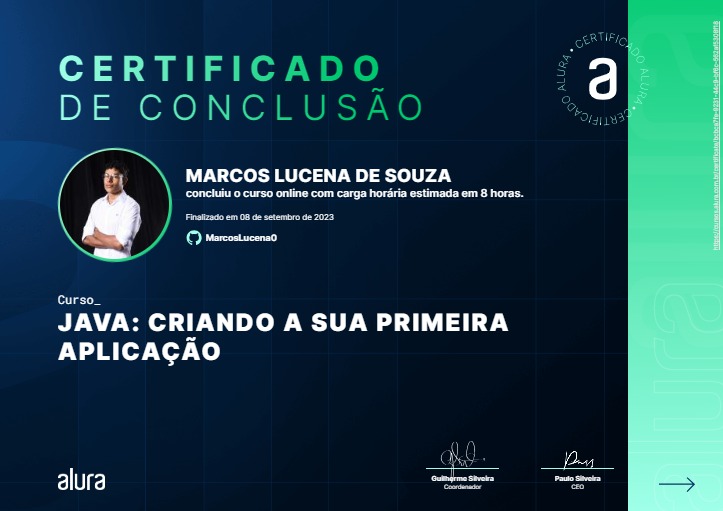 CERTIFICADO
DE CONCLUSÃO
CERTIFICADO ALURA • CERTIFICADO ALURA •
a
MARCOS LUCENA DE SOUZA
concluiu o curso online com carga horária estimada em 8 horas.
Finalizado em 08 de setembro de 2023
MarcosLucena0
Curso_
JAVA: CRIANDO A SUA PRIMEIRA
APLICAÇÃO
alura
Guilherme Silveira
Coordenador
Paulo Silveira
CEO
alura